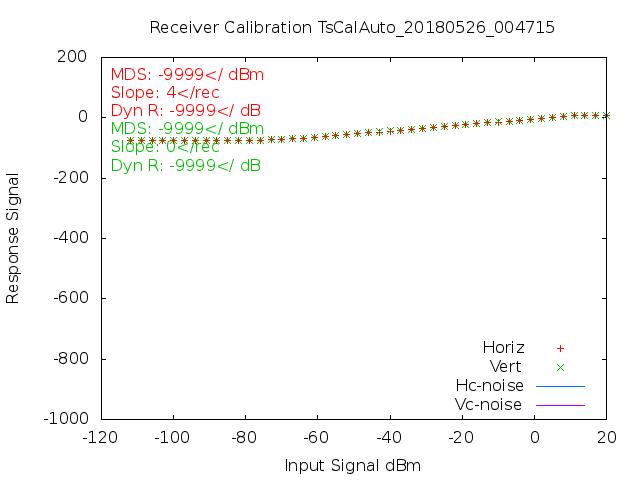 Receiver Calibration TsCalAuto_20180526_004715
200
0
-200
-400
-600
-800
-1000
MDS: -9999</ dBm
Slope: 4</rec
Dyn R: -9999</ dB
MDS: -9999</ dBm
Slope: 0</rec
Dyn R: -9999</ dB
Response Signal
Horiz
Vert
Hc-noise
Vc-noise
-120 -100 -80 -60 -40 -20 0 20
Input Signal dBm